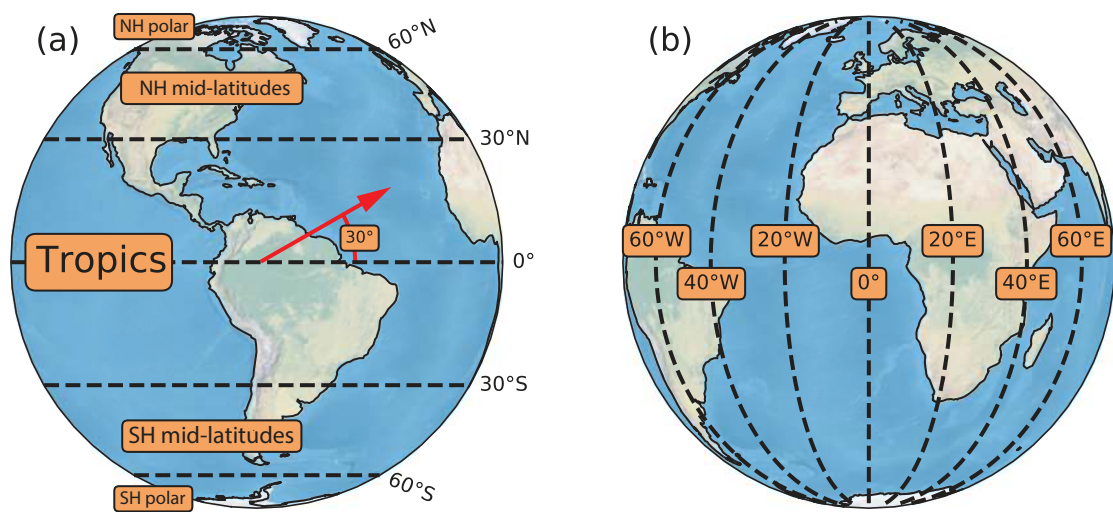 (a)
NH polar
60°N
NH mid-latitudes
30°N
30°
Tropics
0°
30°S
SH mid-latitudes
60°S
SH polar
(b)
60°W
20°W
20°E
60°E
40°W
0°
40°E